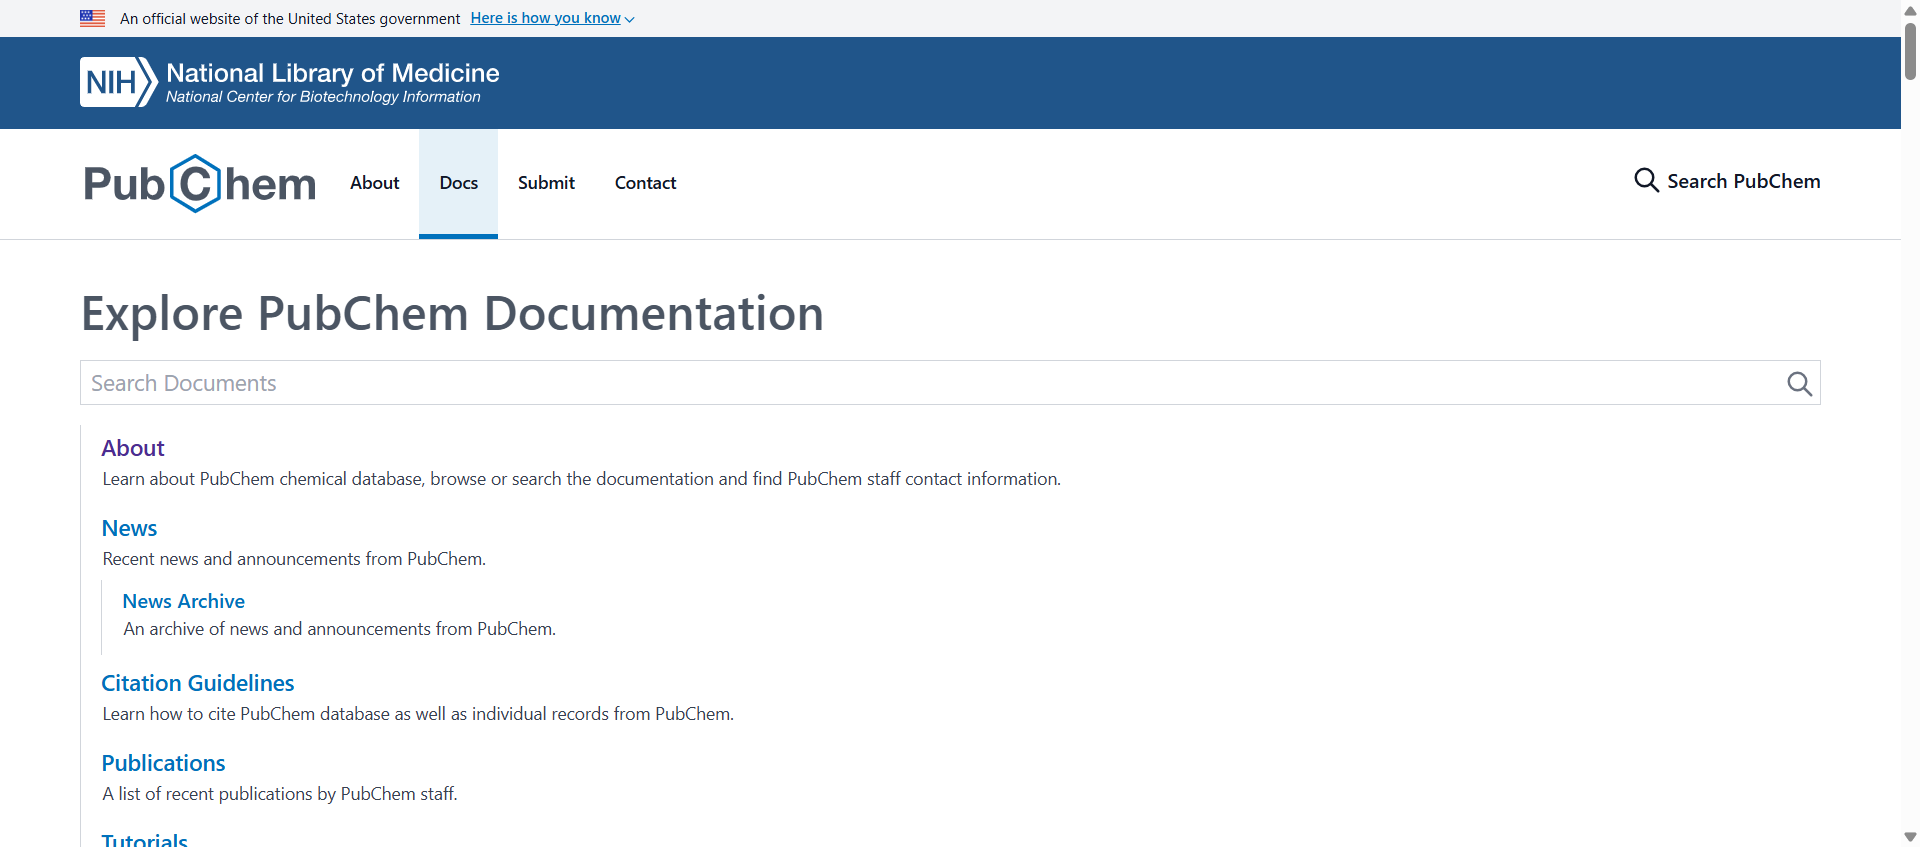 An official website of the United States government Here is how you know
NIH National Library of Medicine
National Center for Biotechnology Information
PubChem About Docs Submit Contact Search PubChem
Explore PubChem Documentation
Search Documents
About
Learn about PubChem chemical database, browse or search the documentation and find PubChem staff contact information.
News
Recent news and announcements from PubChem.
News Archive
An archive of news and announcements from PubChem.
Citation Guidelines
Learn how to cite PubChem database as well as individual records from PubChem.
Publications
A list of recent publications by PubChem staff.
Tutorials